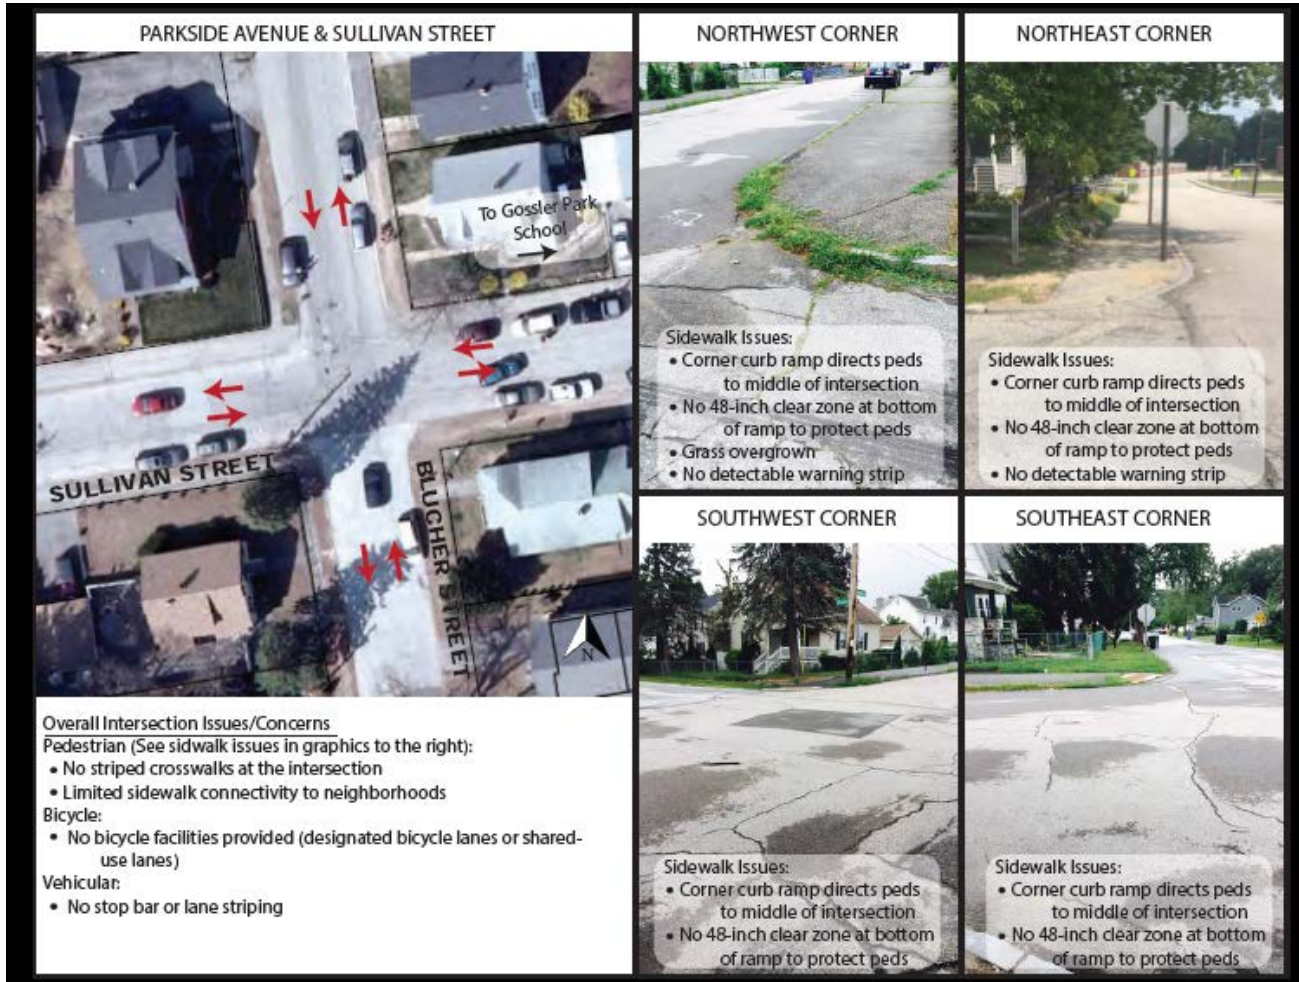 PARKSIDE AVENUE & SULLIVAN STREET
To Gossler Park
School
SULLIVAN STREET
BLUCHER STREET
N
Overall Intersection Issues/Concerns
Pedestrian (See sidwalk issues in graphics to the right):
• No striped crosswalks at the intersection
• Limited sidewalk connectivity to neighborhoods
Bicycle:
• No bicycle facilities provided (designated bicycle lanes or shared-
use lanes)
Vehicular:
• No stop bar or lane striping
NORTHWEST CORNER
Sidewalk Issues:
• Corner curb ramp directs peds
to middle of intersection
• No 48-inch clear zone at bottom
of ramp to protect peds
• Grass overgrown
• No detectable warning strip
NORTHEAST CORNER
Sidewalk Issues:
• Corner curb ramp directs peds
to middle of intersection
• No 48-inch clear zone at bottom
of ramp to protect peds
• No detectable warning strip
SOUTHWEST CORNER
Sidewalk Issues:
• Corner curb ramp directs peds
to middle of intersection
• No 48-inch clear zone at bottom
of ramp to protect peds
SOUTHEAST CORNER
Sidewalk Issues:
• Corner curb ramp directs peds
to middle of intersection
• No 48-inch clear zone at bottom
of ramp to protect peds